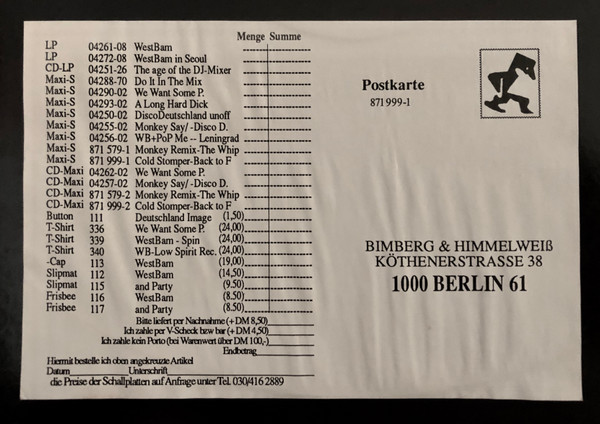 Menge Summe
LP 04261-08 WestBam
LP 04272-08 WestBam in Seoul
CD-LP 04251-26 The age of the DJ-Mixer
Maxi-S 04288-70 Do It In The Mix
Maxi-S 04290-02 We Want Some P.
Maxi-S 04293-02 A Long Hard Dick
Maxi-S 04250-02 DiscoDeutschland unoff
Maxi-S 04255-02 Monkey Say/ -Disco D.
Maxi-S 04256-02 WB+PoP Me -- Leningrad
Maxi-S 871 579-1 Monkey Remix-The Whip
Maxi-S 871 999-1 Cold Stomper-Back to F
CD-Maxi 04262-02 We Want Some P.
CD-Maxi 04257-02 Monkey Say/ -Disco D.
CD-Maxi 871 579-2 Monkey Remix-The Whip
CD-Maxi 871 999-2 Cold Stomper-Back to F
Button 111 Deutschland Image (1,50)
T-Shirt 336 We Want Some P. (24,00)
T-Shirt 339 WestBam - Spin (24,00)
T-Shirt 340 WB-Low Spirit Rec. (24,00)
-Cap 113 WestBam (19,00)
Slipmat 112 WestBam (14,50)
Slipmat 115 and Party (9.50)
Frisbee 116 WestBam (8.50)
Frisbee 117 and Party (8.50)
Bitte liefert per Nachnahme (+ DM 8,50)
Ich zahle per V-Scheck bzw bar (+ DM 4,50)
Ich zahle kein Porto (bei Warenwert über DM 100,-)
Endbetrag
Hiermit bestelle ich oben angekreuzte Artikel
Datum Unterschrift
die Preise der Schallplatten auf Anfrage unter Tel. 030/416 2889
Postkarte
871 999-1
BIMBERG & HIMMELWEIß
KÖTHENERSTRASSE 38
1000 BERLIN 61